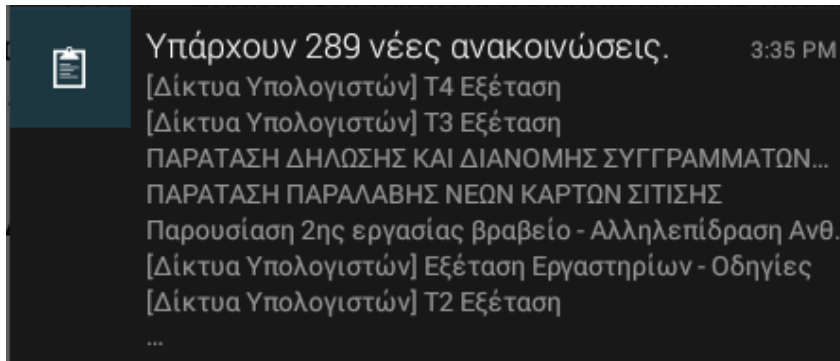 Υπάρχουν 289 νέες ανακοινώσεις. 3:35 PM
[Δίκτυα Υπολογιστών] Τ4 Εξέταση
[Δίκτυα Υπολογιστών] Τ3 Εξέταση
ΠΑΡΑΤΑΣΗ ΔΗΛΩΣΗΣ ΚΑΙ ΔΙΑΝΟΜΗΣ ΣΥΓΓΡΑΜΜΑΤΩΝ...
ΠΑΡΑΤΑΣΗ ΠΑΡΑΛΑΒΗΣ ΝΕΩΝ ΚΑΡΤΩΝ ΣΙΤΙΣΗΣ
Παρουσίαση 2ης εργασίας βραβείο - Αλληλεπίδραση Ανθ.
[Δίκτυα Υπολογιστών] Εξέταση Εργαστηρίων - Οδηγίες
[Δίκτυα Υπολογιστών] Τ2 Εξέταση
...